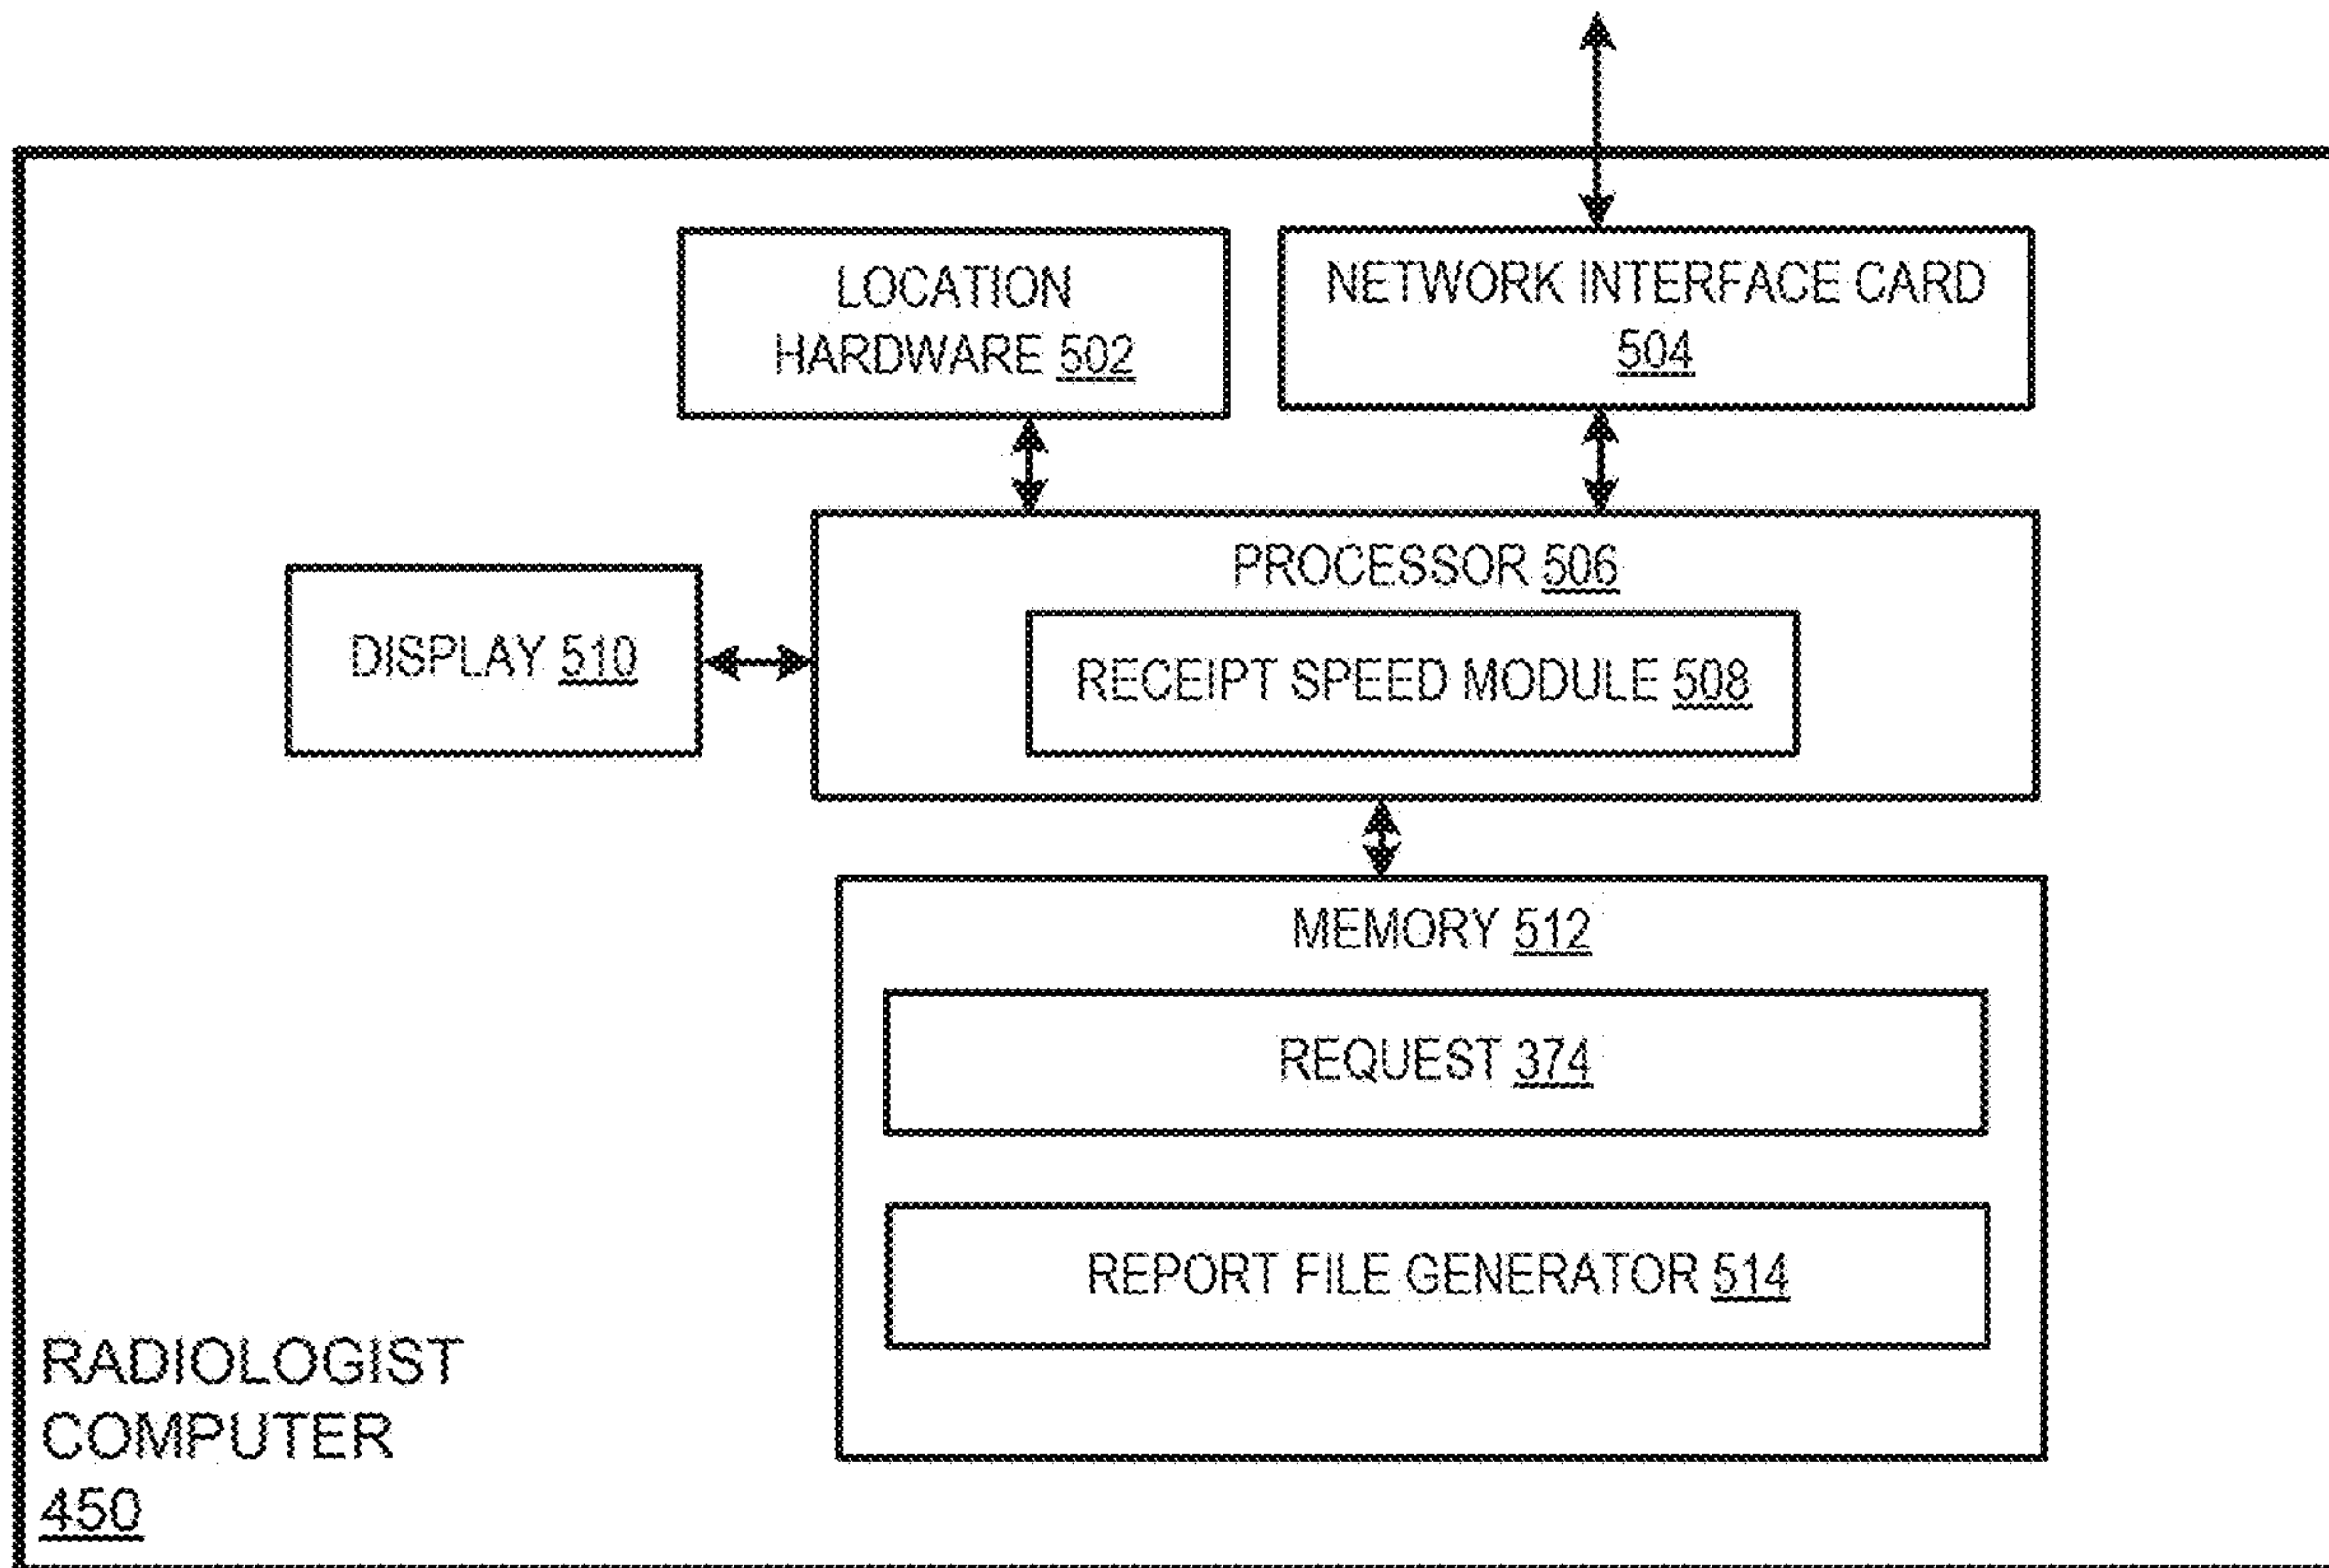 LOCATION
HARDWARE 502
NETWORK INTERFACE CARD
504
PROCESSOR 506
RECEIPT SPEED MODULE 508
DISPLAY 510
MEMORY 512
REQUEST 374
REPORT FILE GENERATOR 514
RADIOLOGIST
COMPUTER
450